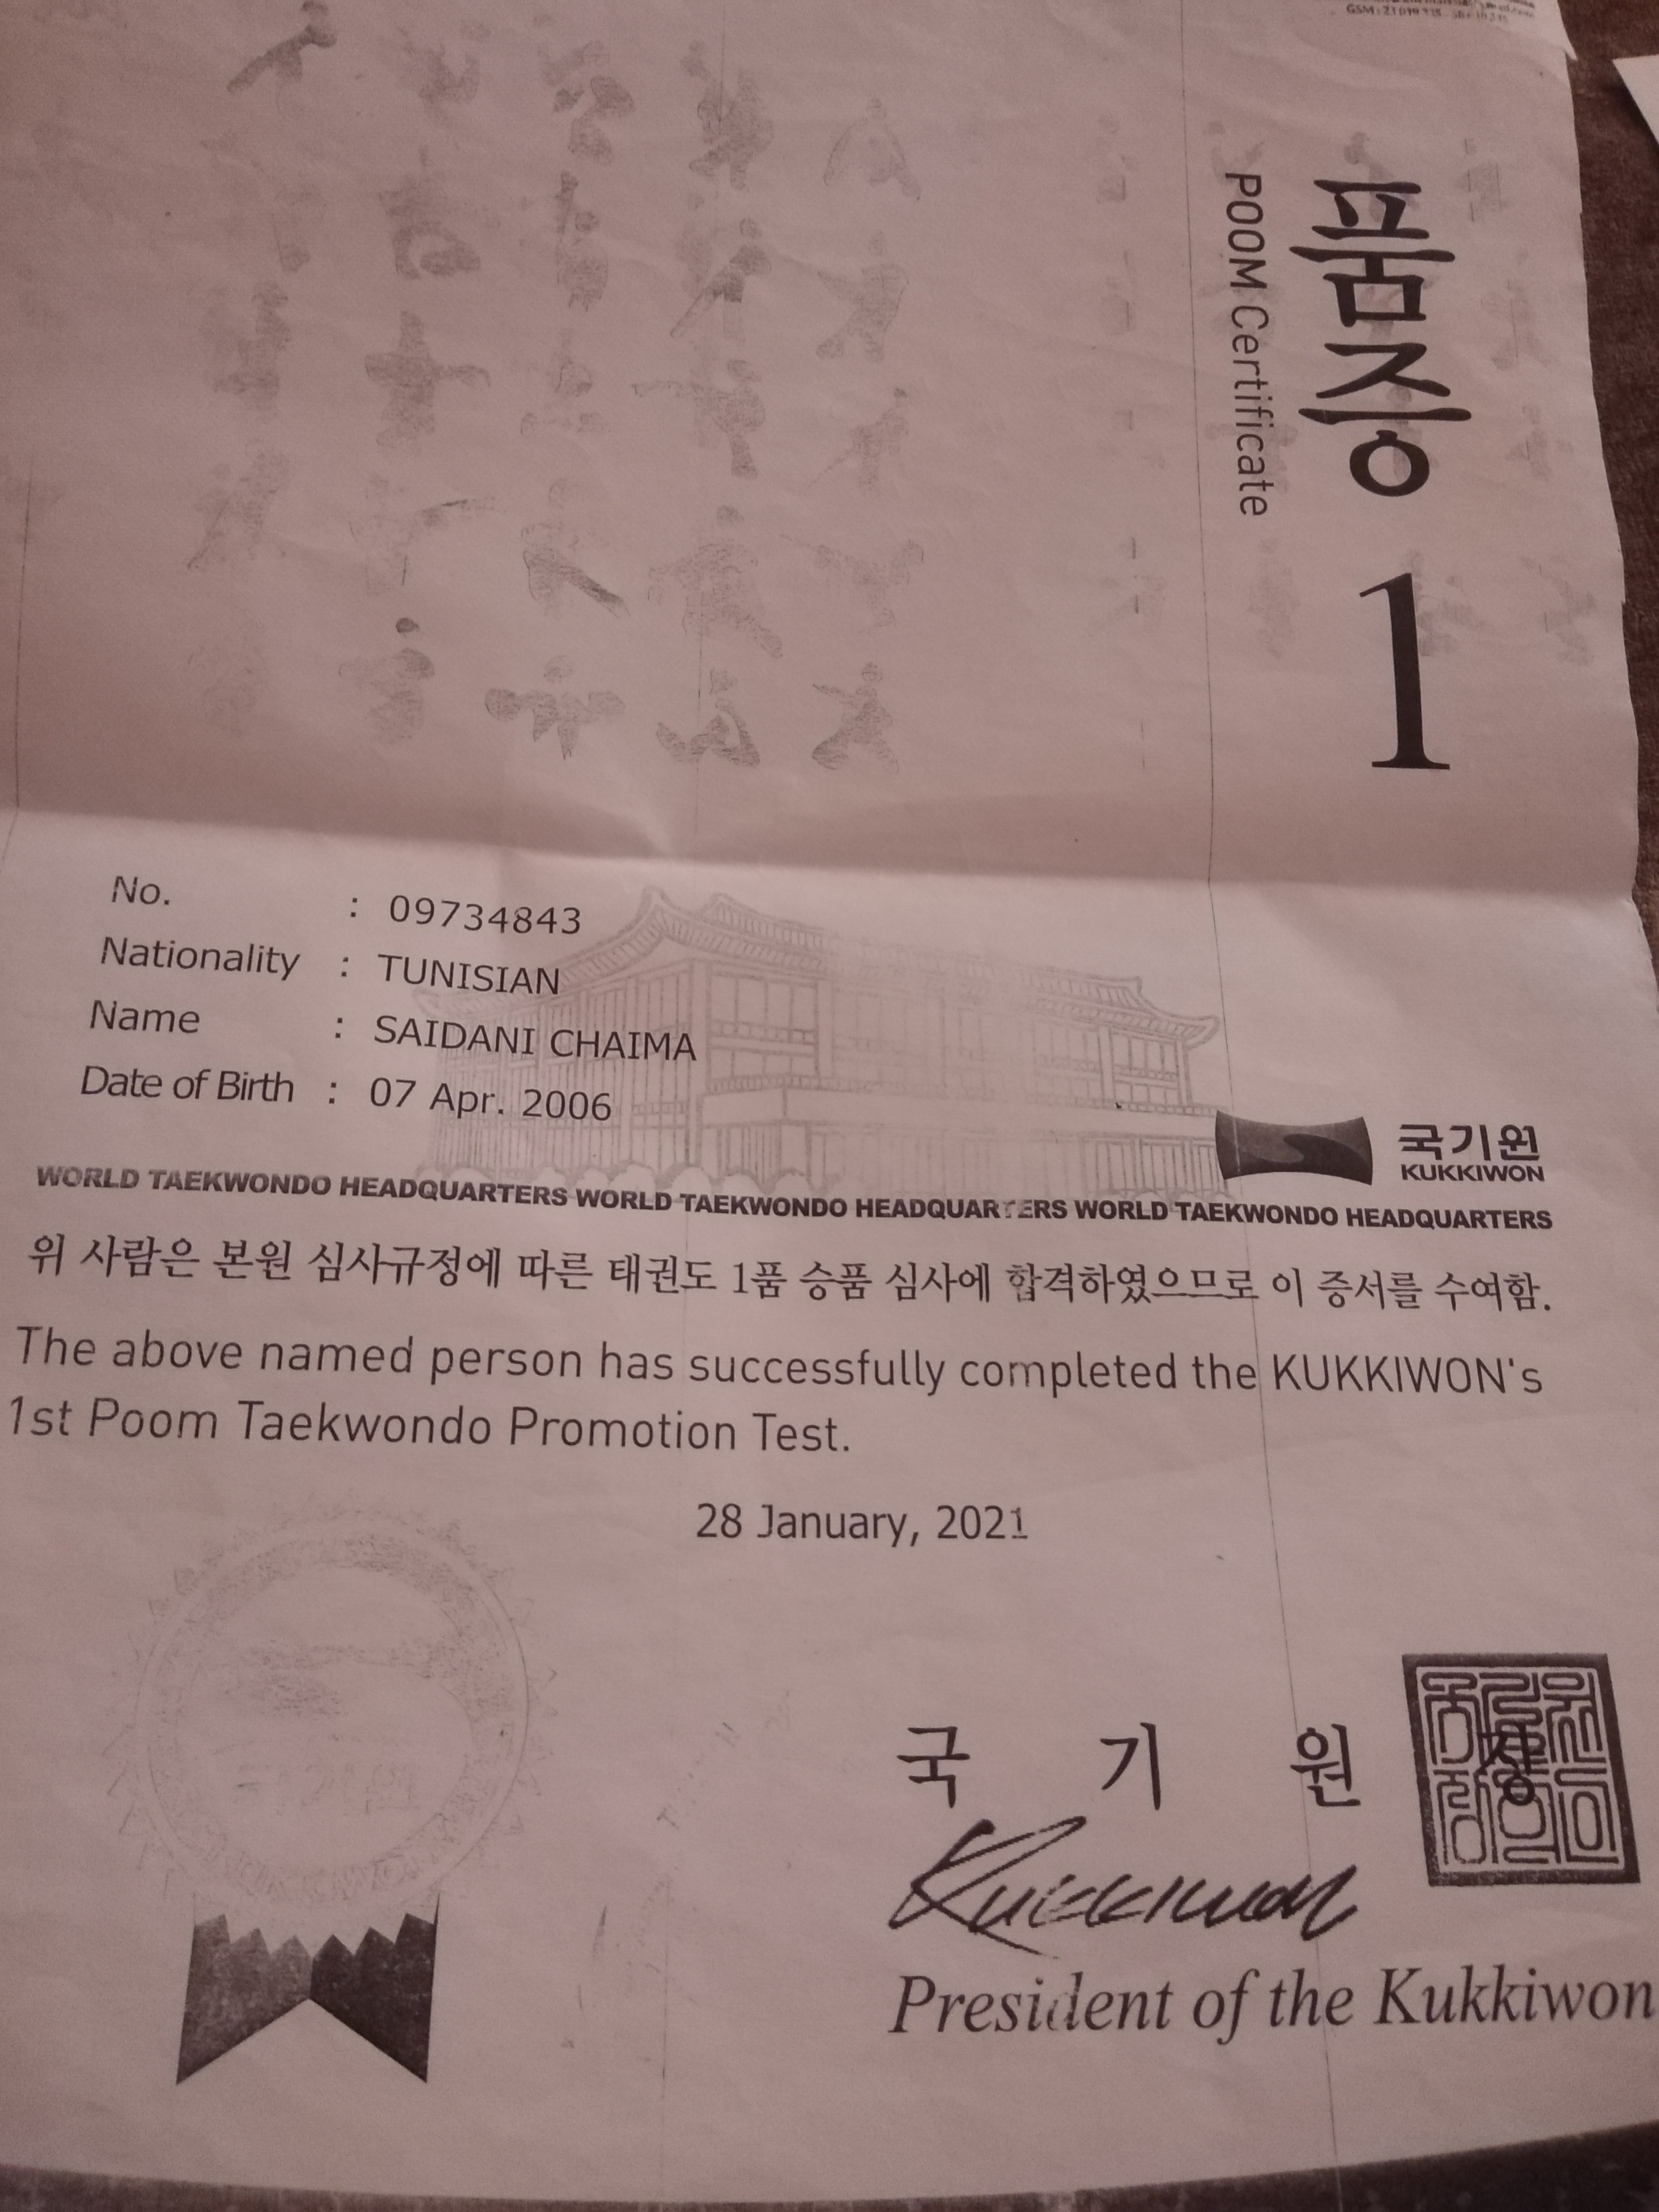 품증 1
POOM Certificate
No. : 09734843
Nationality : TUNISIAN
Name : SAIDANI CHAIMA
Date of Birth : 07 Apr. 2006
국기원
KUKKIWON
WORLD TAEKWONDO HEADQUARTERS WORLD TAEKWONDO HEADQUARTERS WORLD TAEKWONDO HEADQUARTERS
위 사람은 본원 심사규정에 따른 태권도 1품 승품 심사에 합격하였으므로 이 증서를 수여함.
The above named person has successfully completed the KUKKIWON's
1st Poom Taekwondo Promotion Test.
28 January, 2021
국 기 원 장
Kukkiwon
President of the Kukkiwon